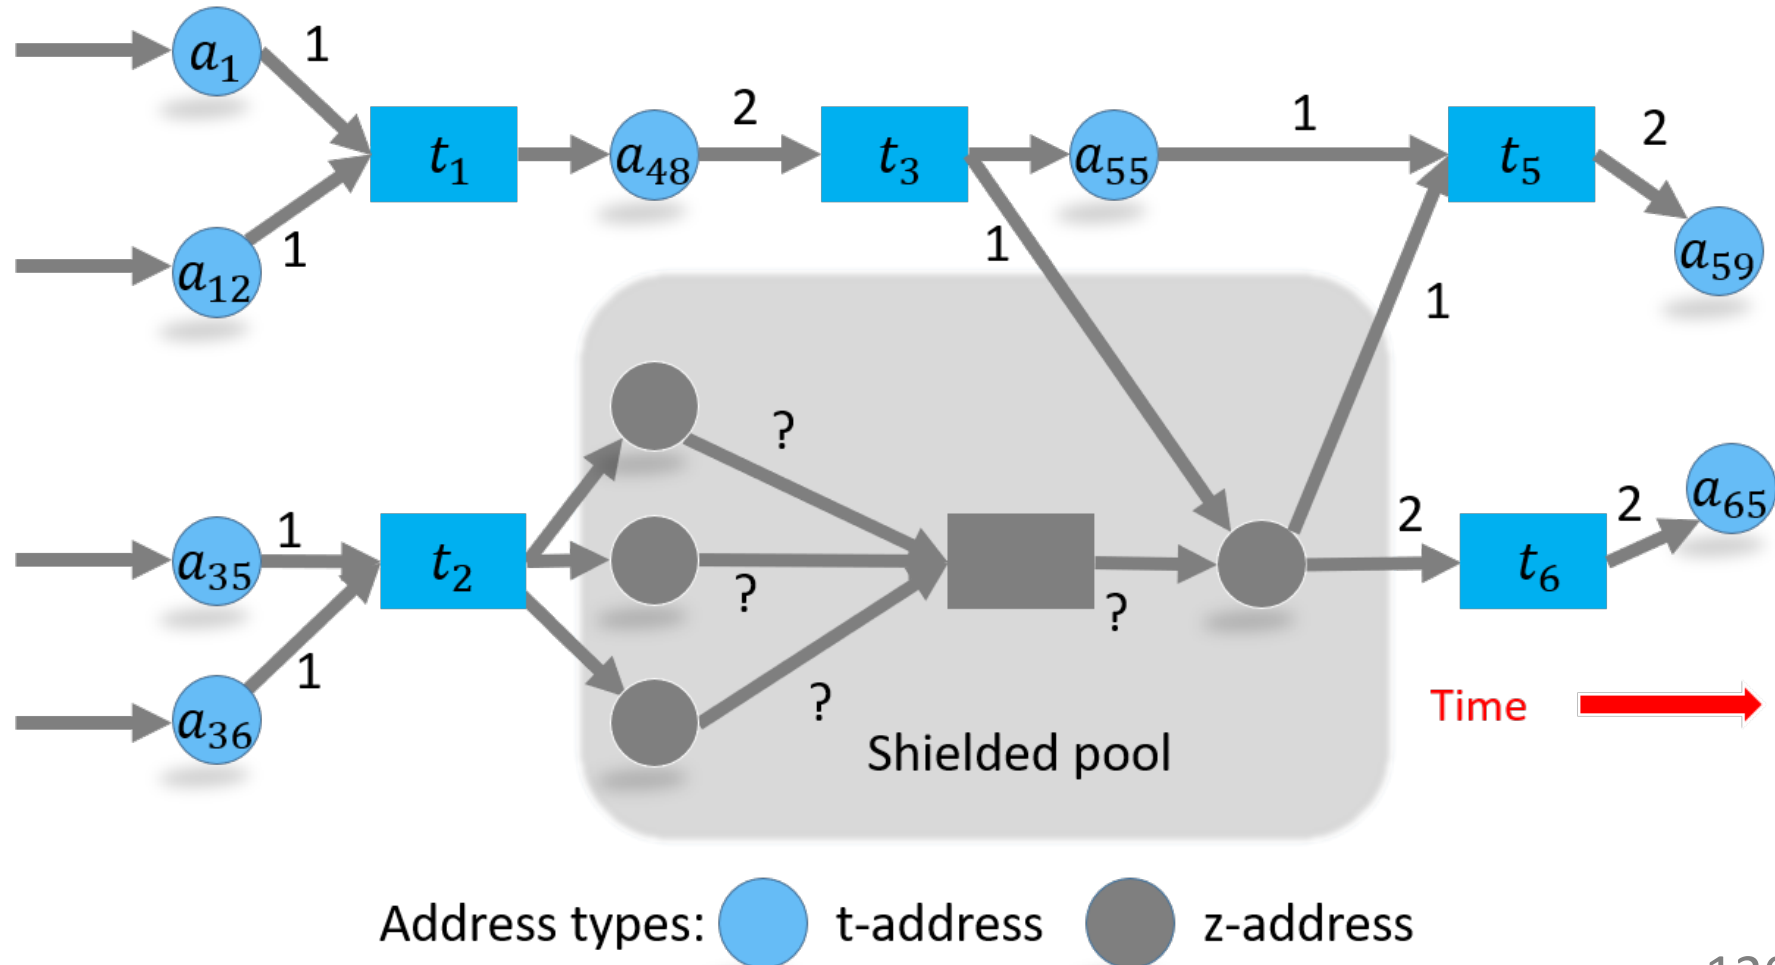 a1
1
t1
a48
2
t3
a55
1
t5
2
a59
a12
1
1
1
?
a35
1
t2
?
?
2
t6
2
a65
a36
1
?
Shielded pool
Time
Address types:
t-address
z-address